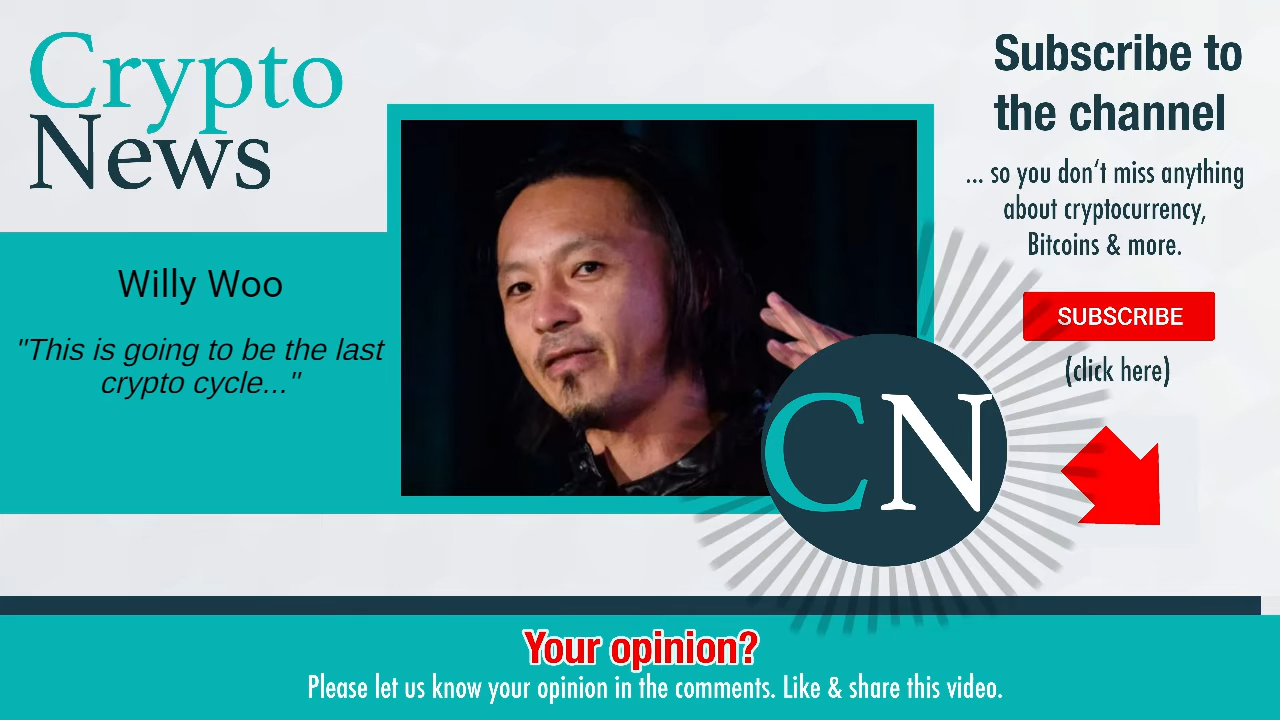 Crypto
News
Willy Woo
"This is going to be the last
crypto cycle..."
CN
Subscribe to
the channel
... so you don't miss anything
about cryptocurrency,
Bitcoins & more.
SUBSCRIBE
(click here)
Your opinion?
Please let us know your opinion in the comments. Like & share this video.